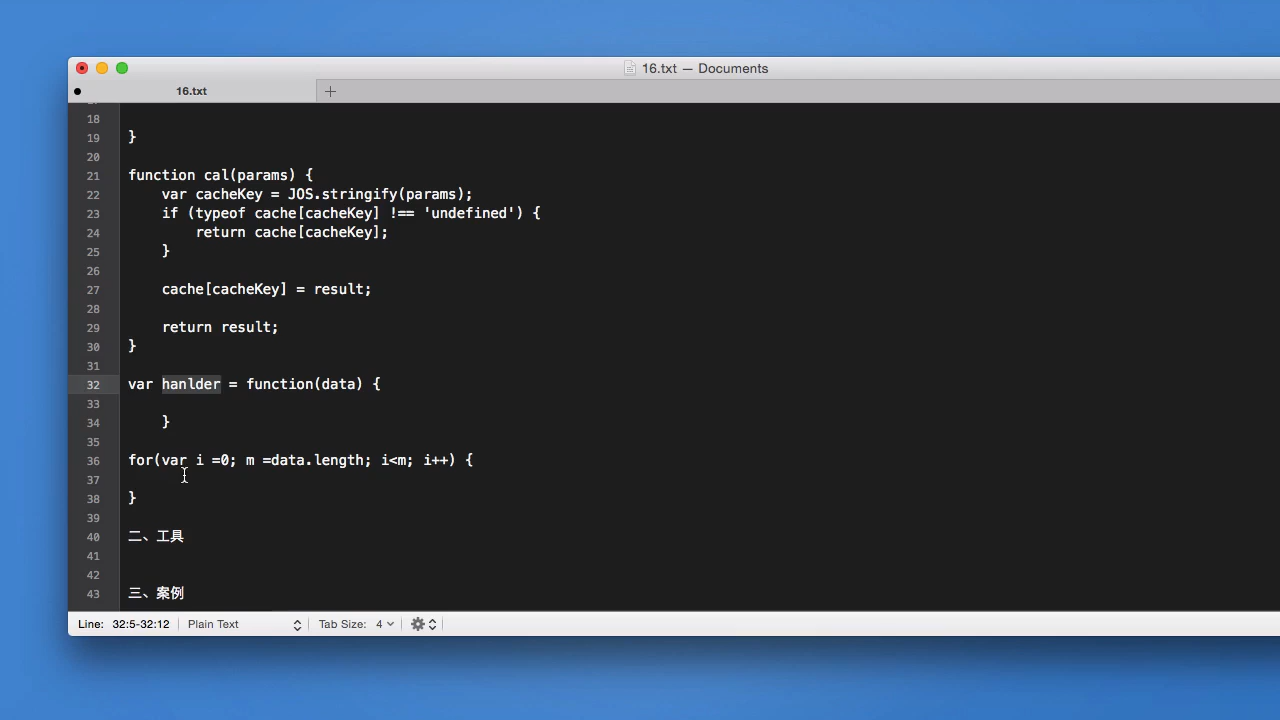 16.txt — Documents
16.txt
18
19 }
20
21 function cal(params) {
22 var cacheKey = JOS.stringify(params);
23 if (typeof cache[cacheKey] !== 'undefined') {
24 return cache[cacheKey];
25 }
26
27 cache[cacheKey] = result;
28
29 return result;
30 }
31
32 var hanlder = function(data) {
33
34 }
35
36 for(var i =0; m =data.length; i<m; i++) {
37
38 }
39
40 二、工具
41
42
43 三、案例
Line: 32:5-32:12 Plain Text Tab Size: 4